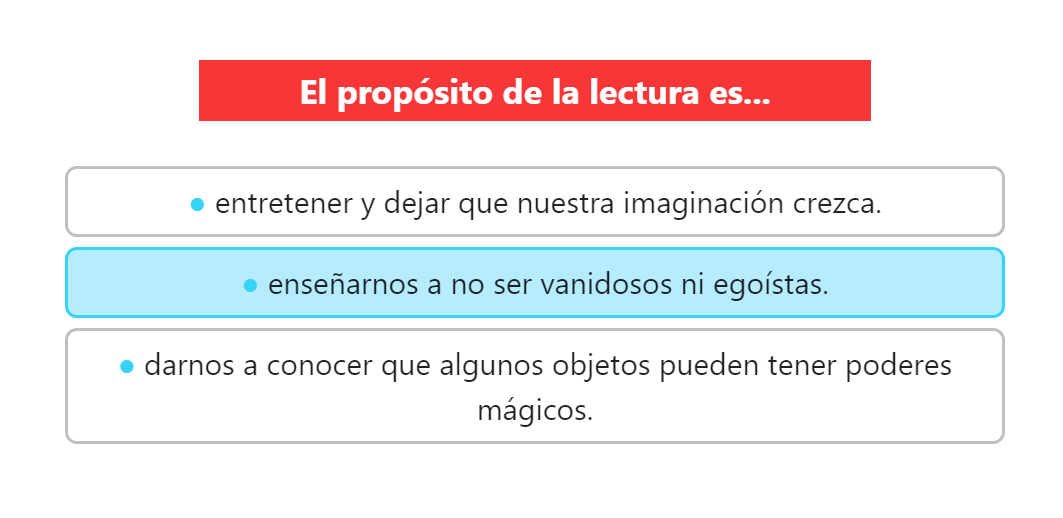 El propósito de la lectura es...
● entretener y dejar que nuestra imaginación crezca.
● enseñarnos a no ser vanidosos ni egoístas.
● darnos a conocer que algunos objetos pueden tener poderes
mágicos.